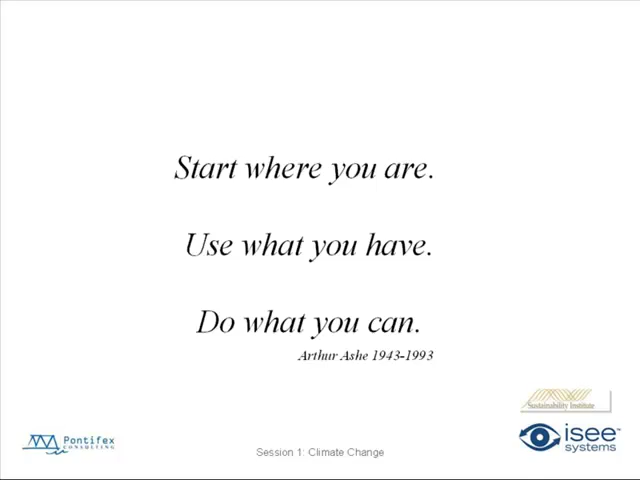 Start where you are.
Use what you have.
Do what you can.
Arthur Ashe 1943-1993
Sustainability Institute
Pontifex
CONSULTING
isee™
systems
Session 1: Climate Change